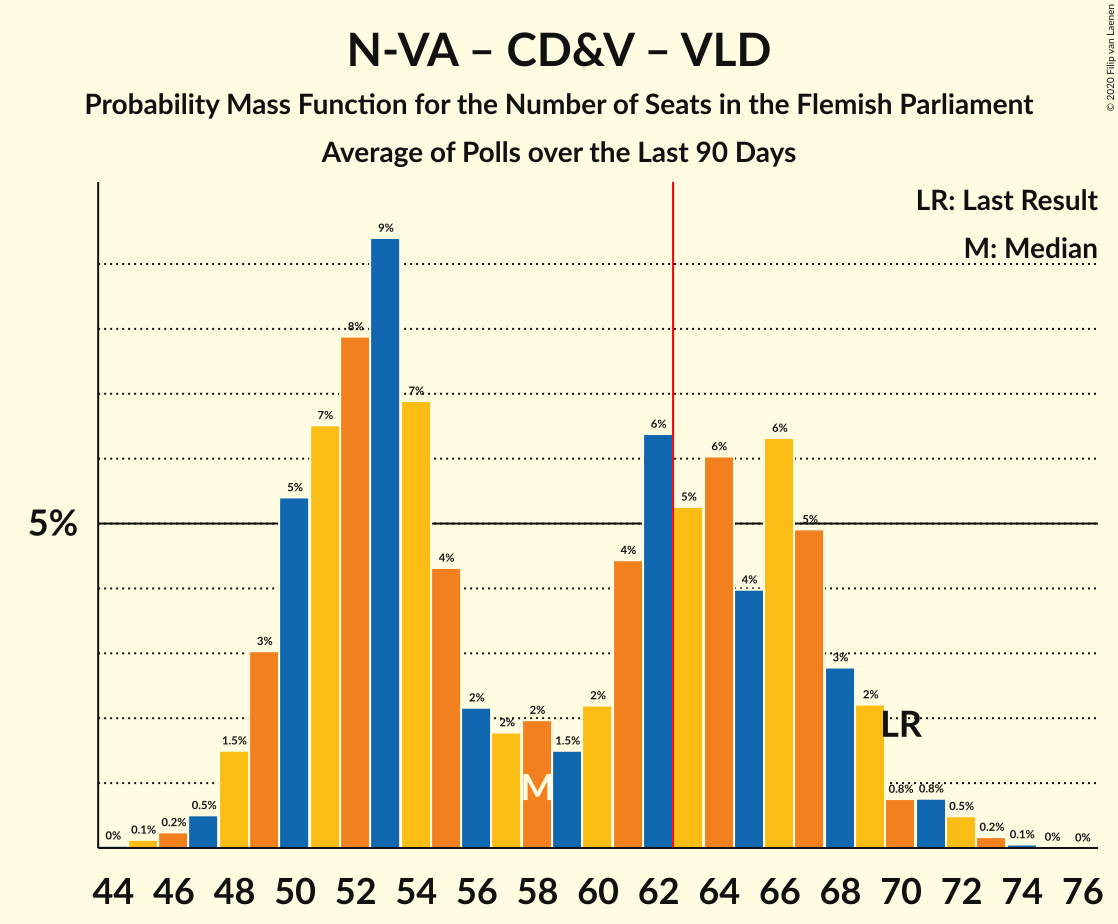 N-VA – CD&V – VLD
Probability Mass Function for the Number of Seats in the Flemish Parliament
Average of Polls over the Last 90 Days
© 2020 Filip van Laenen
LR: Last Result
M: Median
5%
0% 0.1% 0.2% 0.5% 1.5% 3% 5% 7% 8% 9% 7% 4% 2% 2% 2% 1.5% 2% 4% 6% 5% 6% 4% 6% 5% 3% 2% 0.8% 0.8% 0.5% 0.2% 0.1% 0% 0%
M
LR
44 46 48 50 52 54 56 58 60 62 64 66 68 70 72 74 76